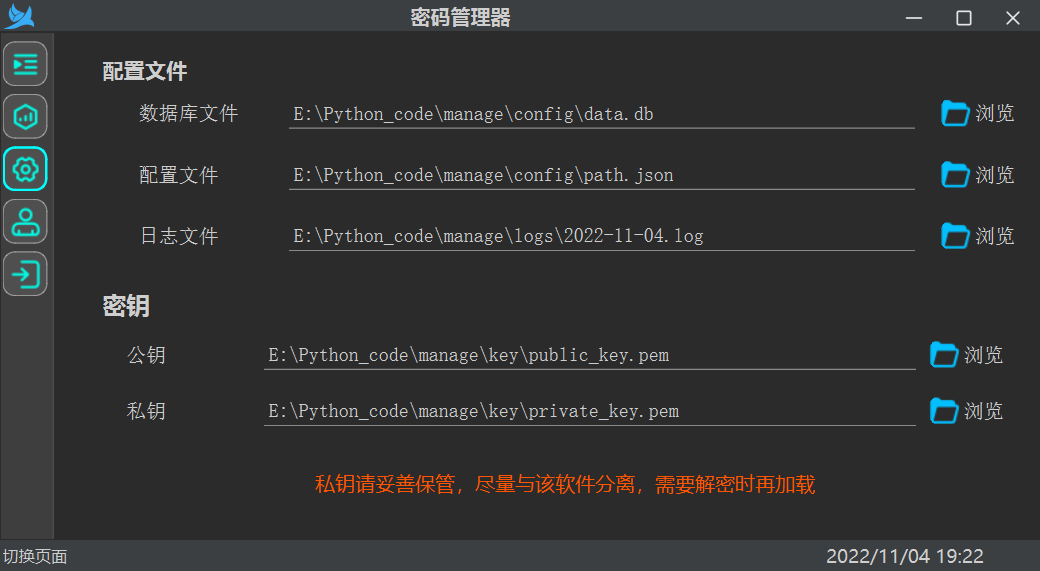 密码管理器
配置文件
数据库文件 E:\Python_code\manage\config\data.db 浏览
配置文件 E:\Python_code\manage\config\path.json 浏览
日志文件 E:\Python_code\manage\logs\2022-11-04.log 浏览
密钥
公钥 E:\Python_code\manage\key\public_key.pem 浏览
私钥 E:\Python_code\manage\key\private_key.pem 浏览
私钥请妥善保管，尽量与该软件分离，需要解密时再加载
切换页面 2022/11/04 19:22